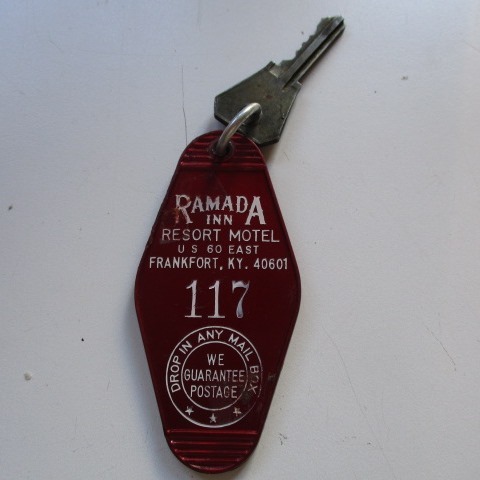 RAMADA
INN
RESORT MOTEL
U S 60 EAST
FRANKFORT, KY. 40601
117
DROP IN ANY MAIL BOX
WE
GUARANTEE
POSTAGE